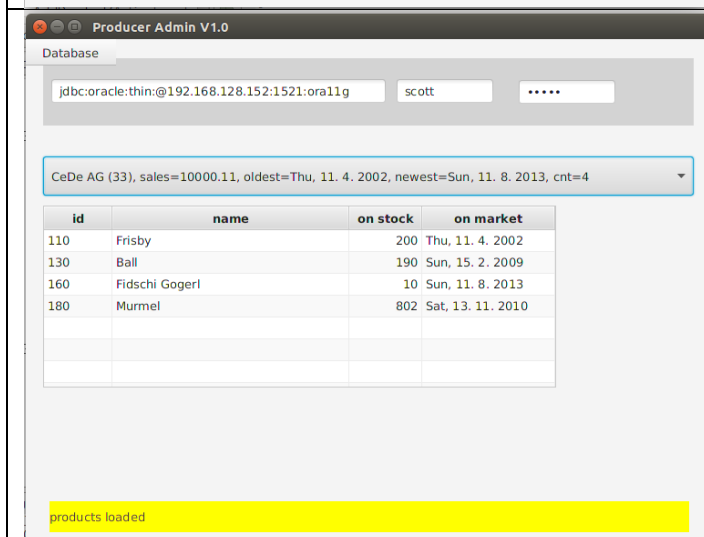 Producer Admin V1.0
Database
jdbc:oracle:thin:@192.168.128.152:1521:ora11g scott •••••
CeDe AG (33), sales=10000.11, oldest=Thu, 11. 4. 2002, newest=Sun, 11. 8. 2013, cnt=4
id name on stock on market
110 Frisby 200 Thu, 11. 4. 2002
130 Ball 190 Sun, 15. 2. 2009
160 Fidschi Gogerl 10 Sun, 11. 8. 2013
180 Murmel 802 Sat, 13. 11. 2010
products loaded